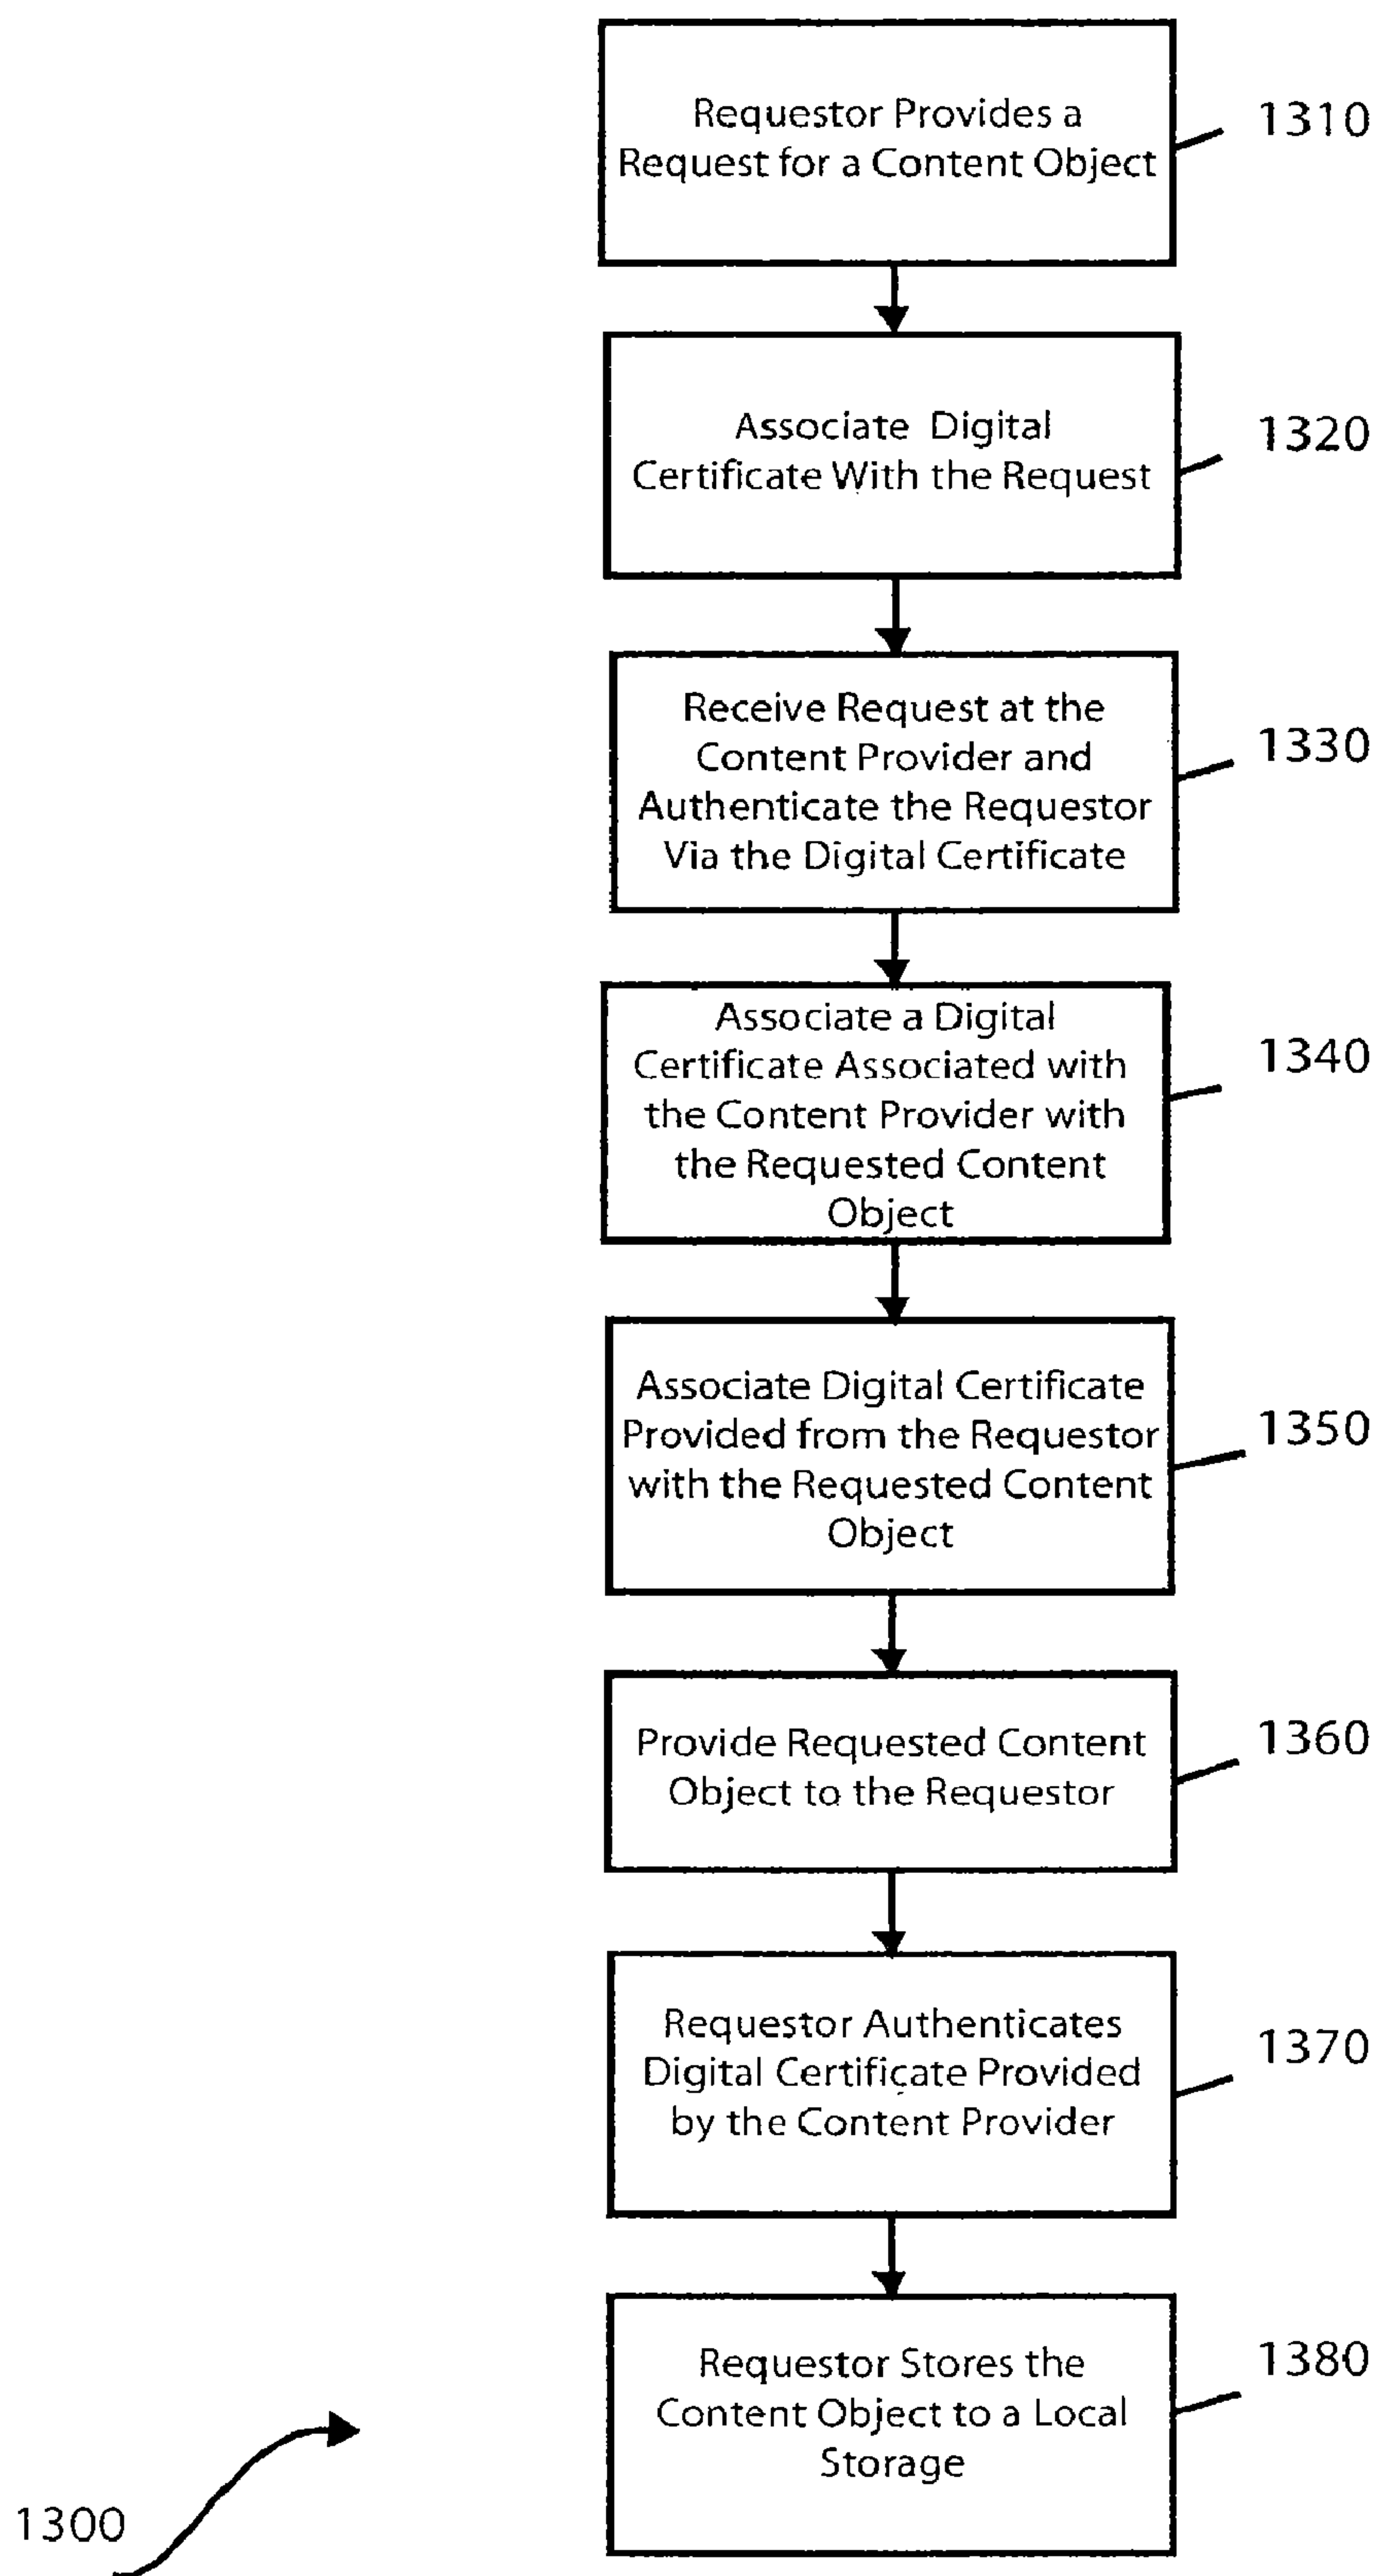 Requestor Provides a
Request for a Content Object
1310
Associate Digital
Certificate With the Request
1320
Receive Request at the
Content Provider and
Authenticate the Requestor
Via the Digital Certificate
1330
Associate a Digital
Certificate Associated with
the Content Provider with
the Requested Content
Object
1340
Associate Digital Certificate
Provided from the Requestor
with the Requested Content
Object
1350
Provide Requested Content
Object to the Requestor
1360
Requestor Authenticates
Digital Certificate Provided
by the Content Provider
1370
Requestor Stores the
Content Object to a Local
Storage
1380
1300